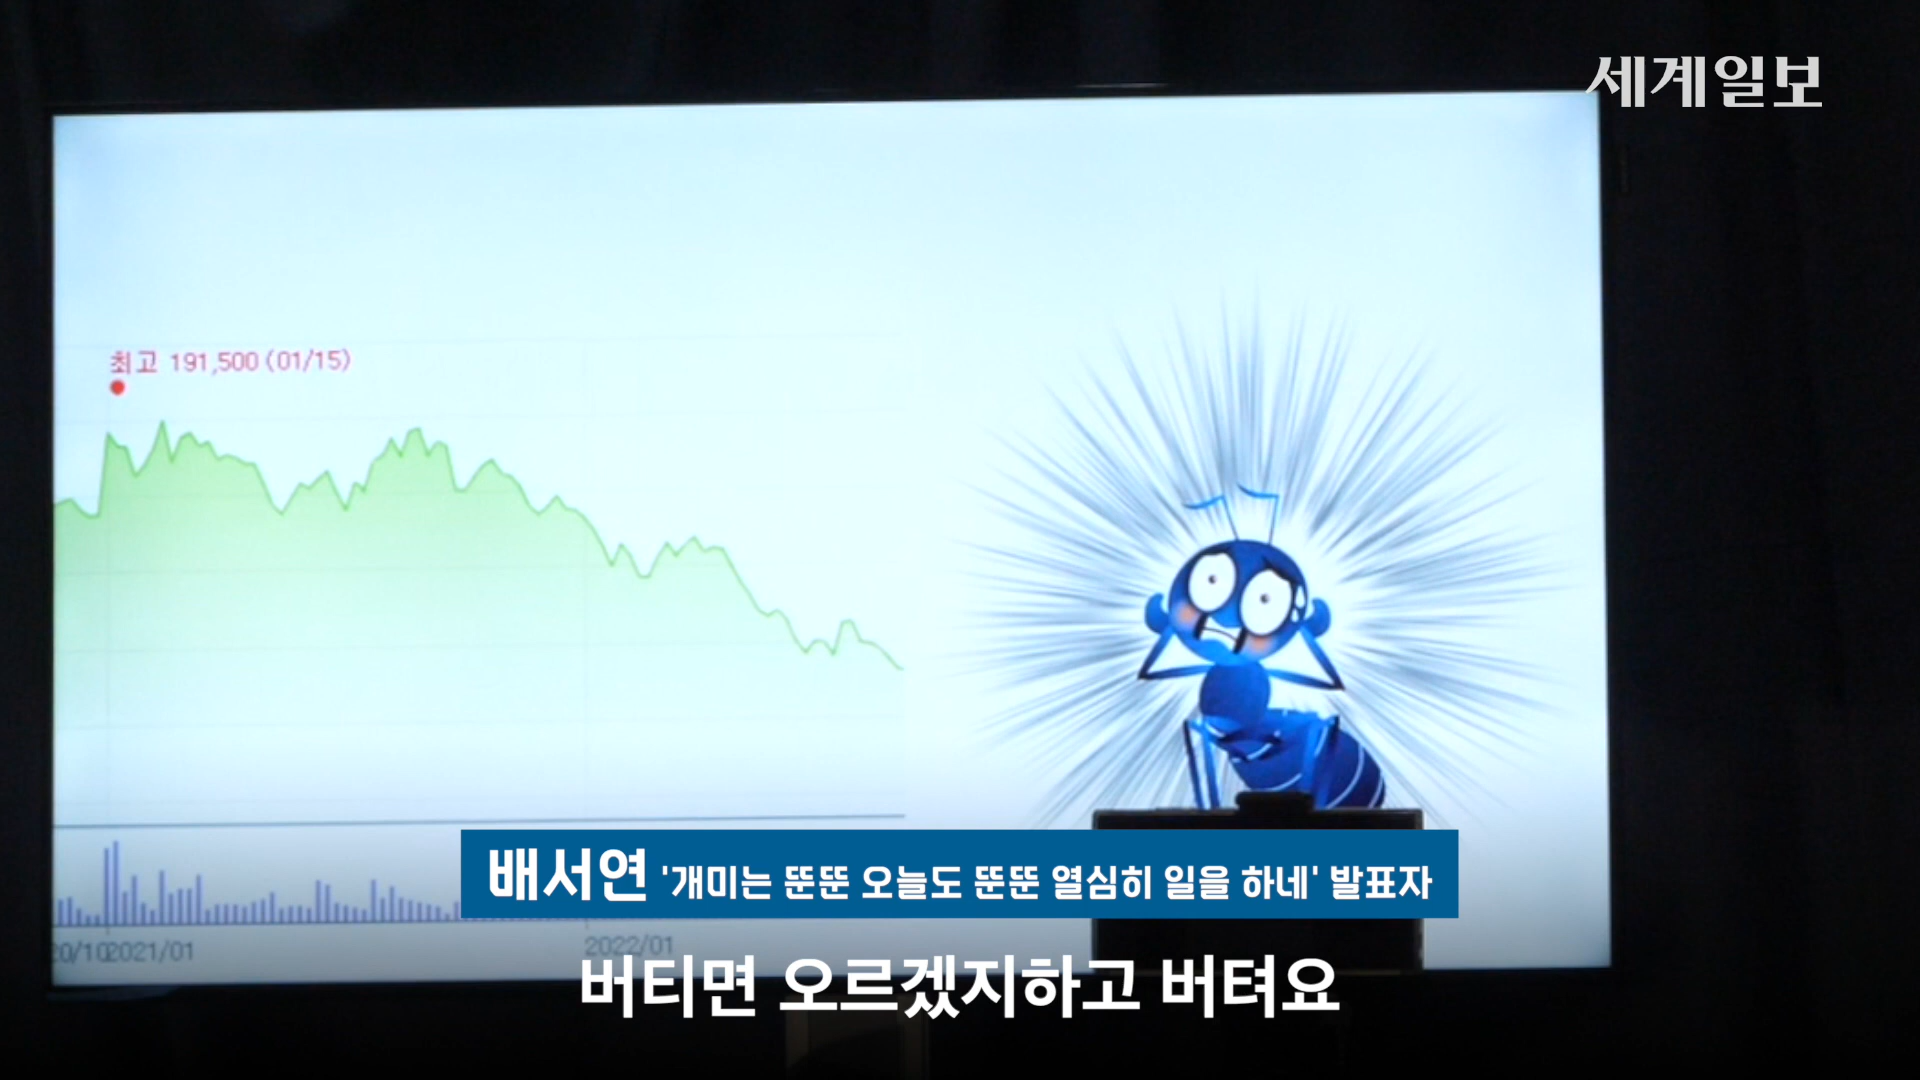 세계일보
최고 191,500 (01/15)
20/10 2021/01
2022/01
배서연 '개미는 뚠뚠 오늘도 뚠뚠 열심히 일을 하네' 발표자
버티면 오르겠지하고 버텨요